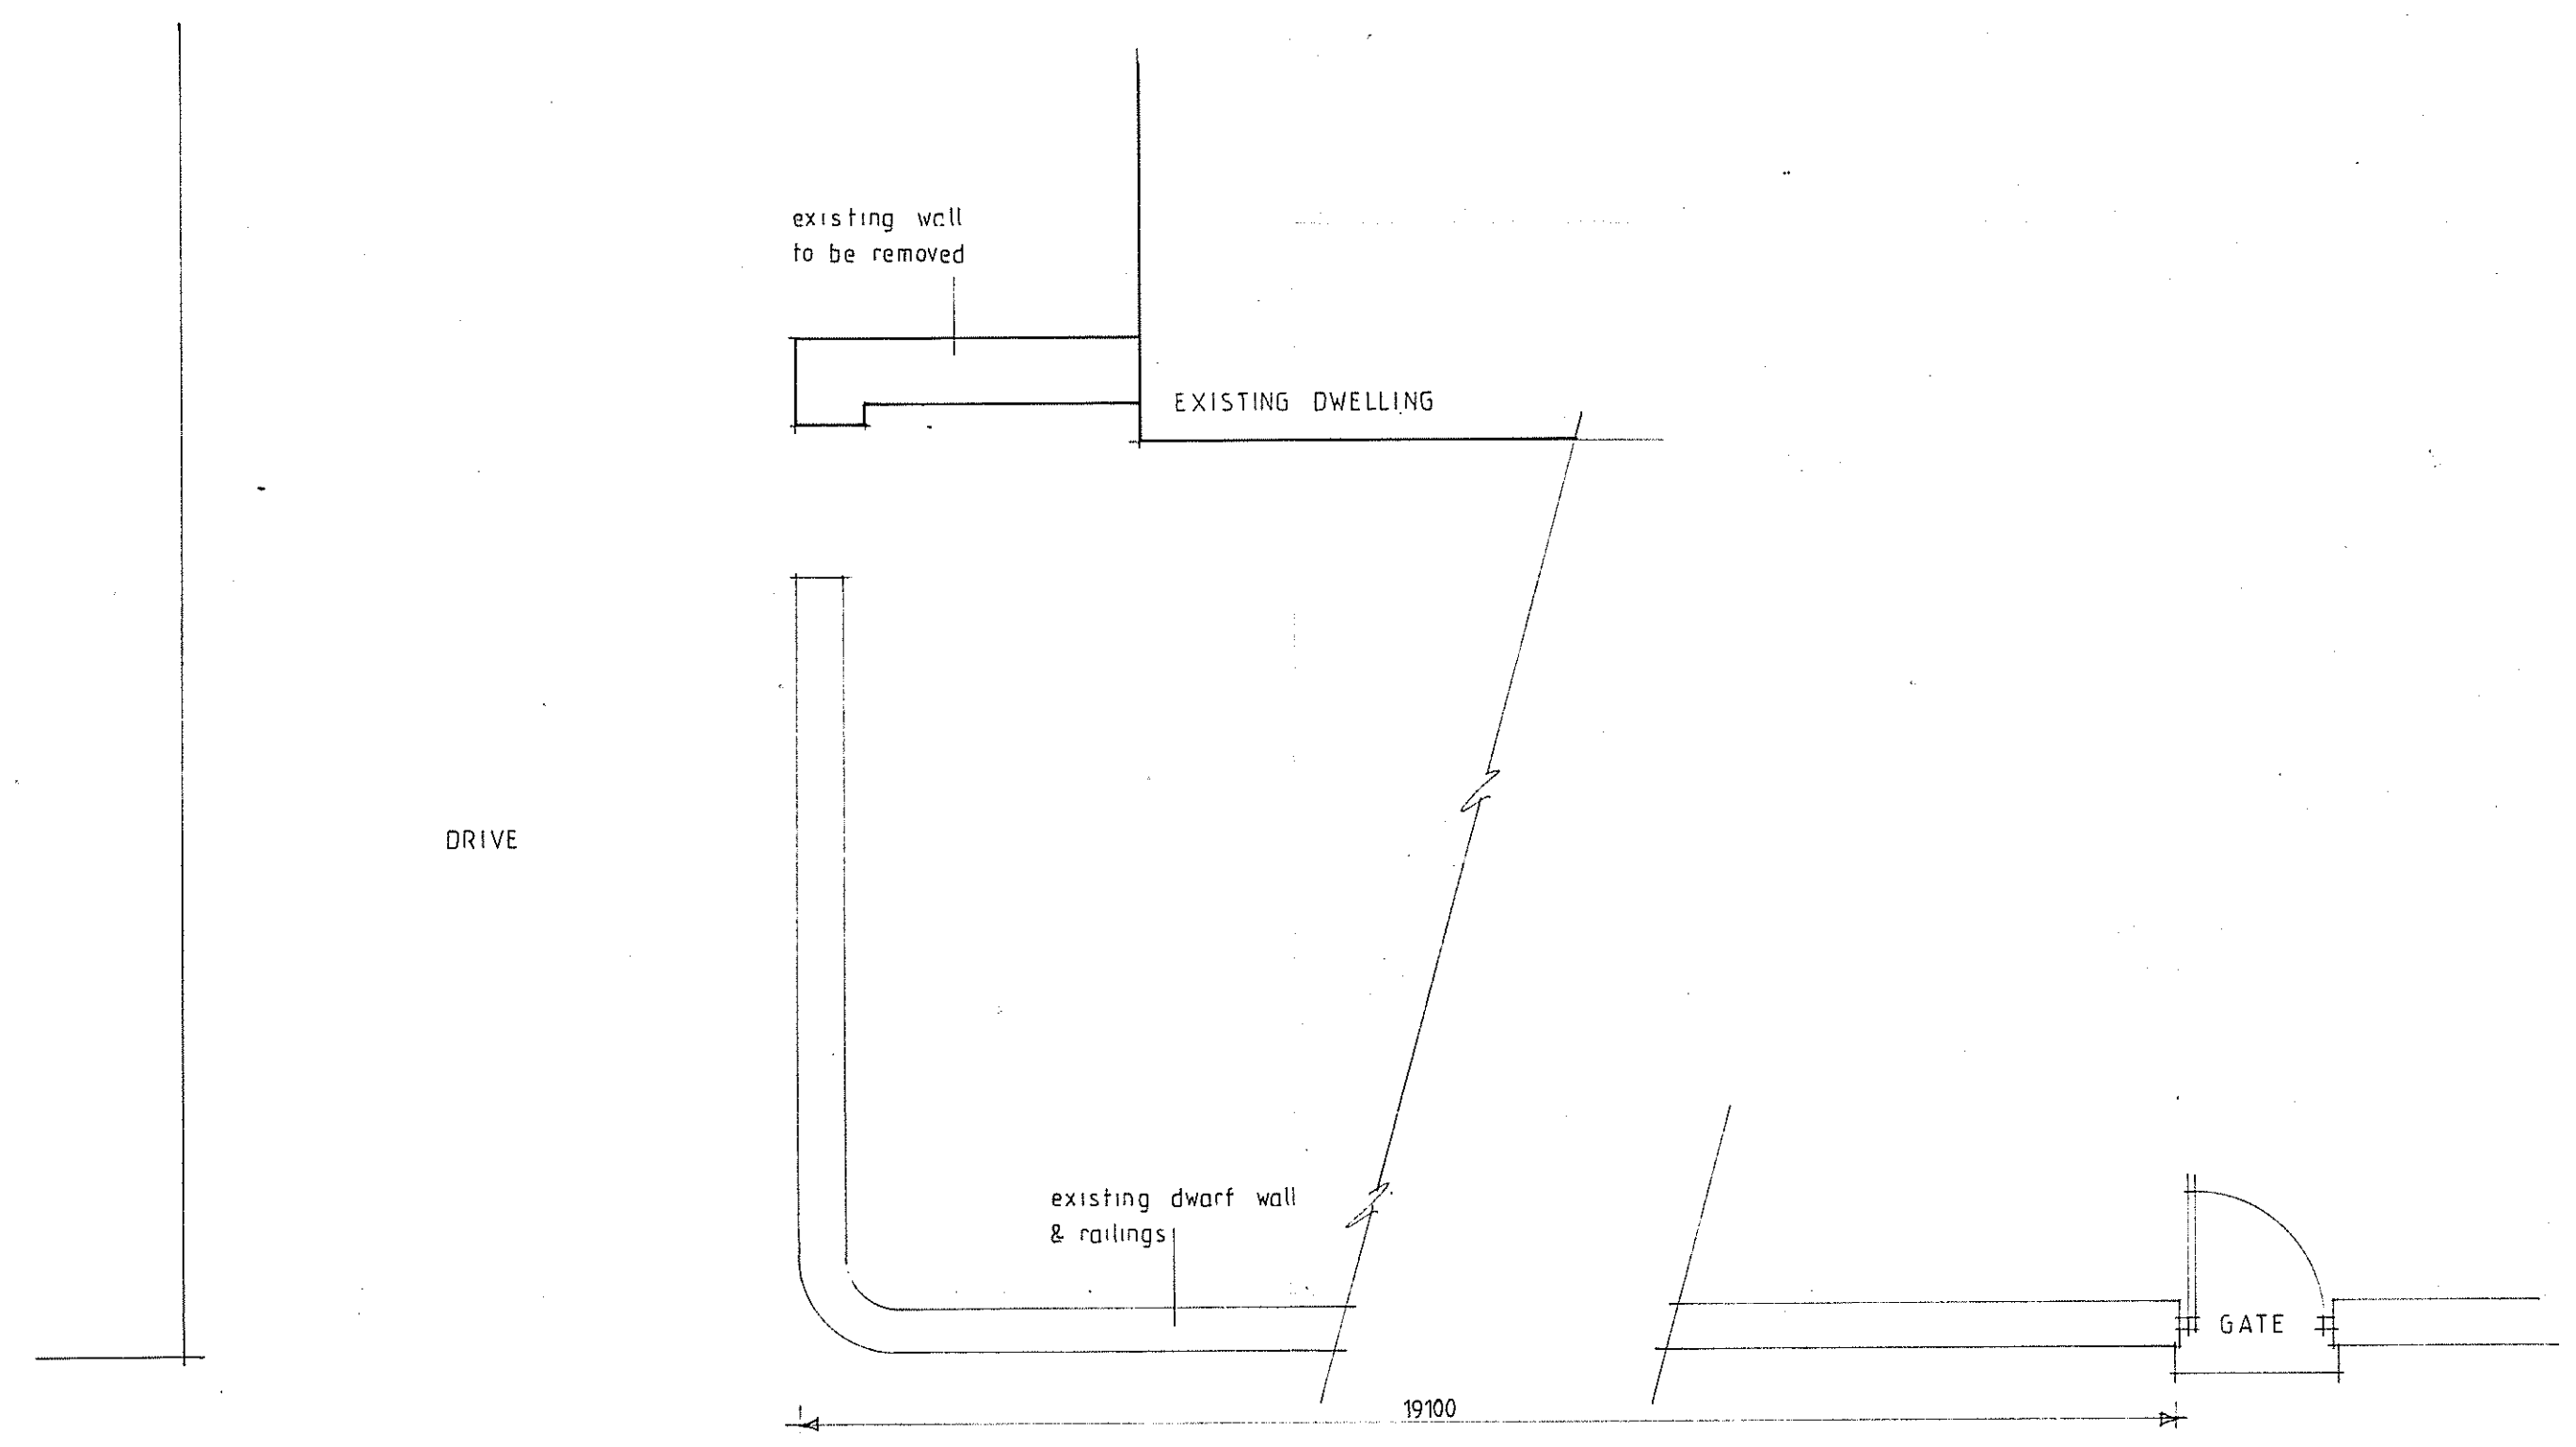 existing wall
to be removed
EXISTING DWELLING
DRIVE
existing dwarf wall
& railings
GATE
19100